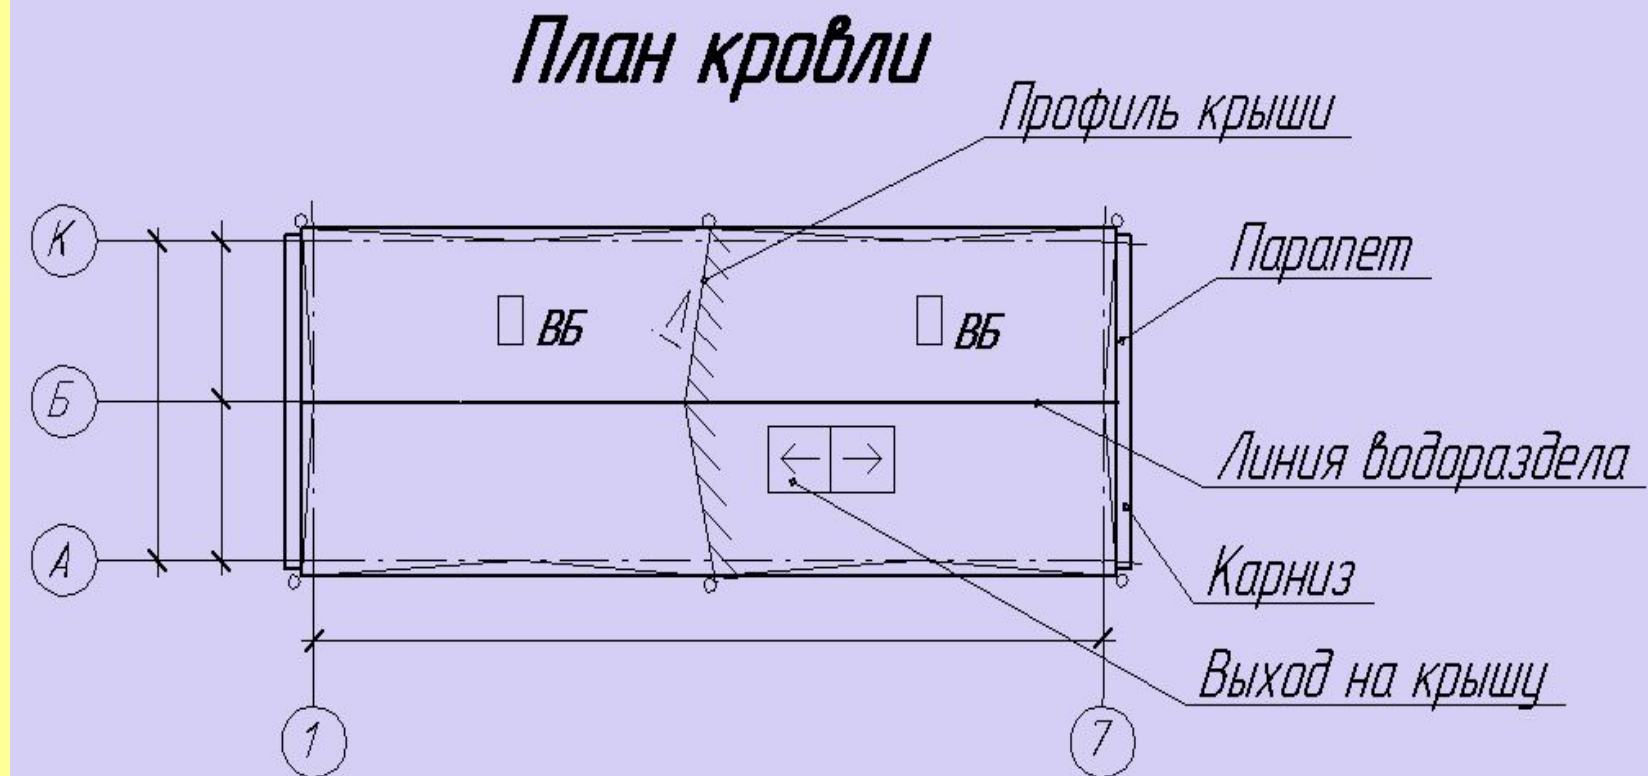 План кровли
Профиль крыши
К
Парапет
ВБ
ВБ
Б
Линия водораздела
А
Карниз
Выход на крышу
1
7